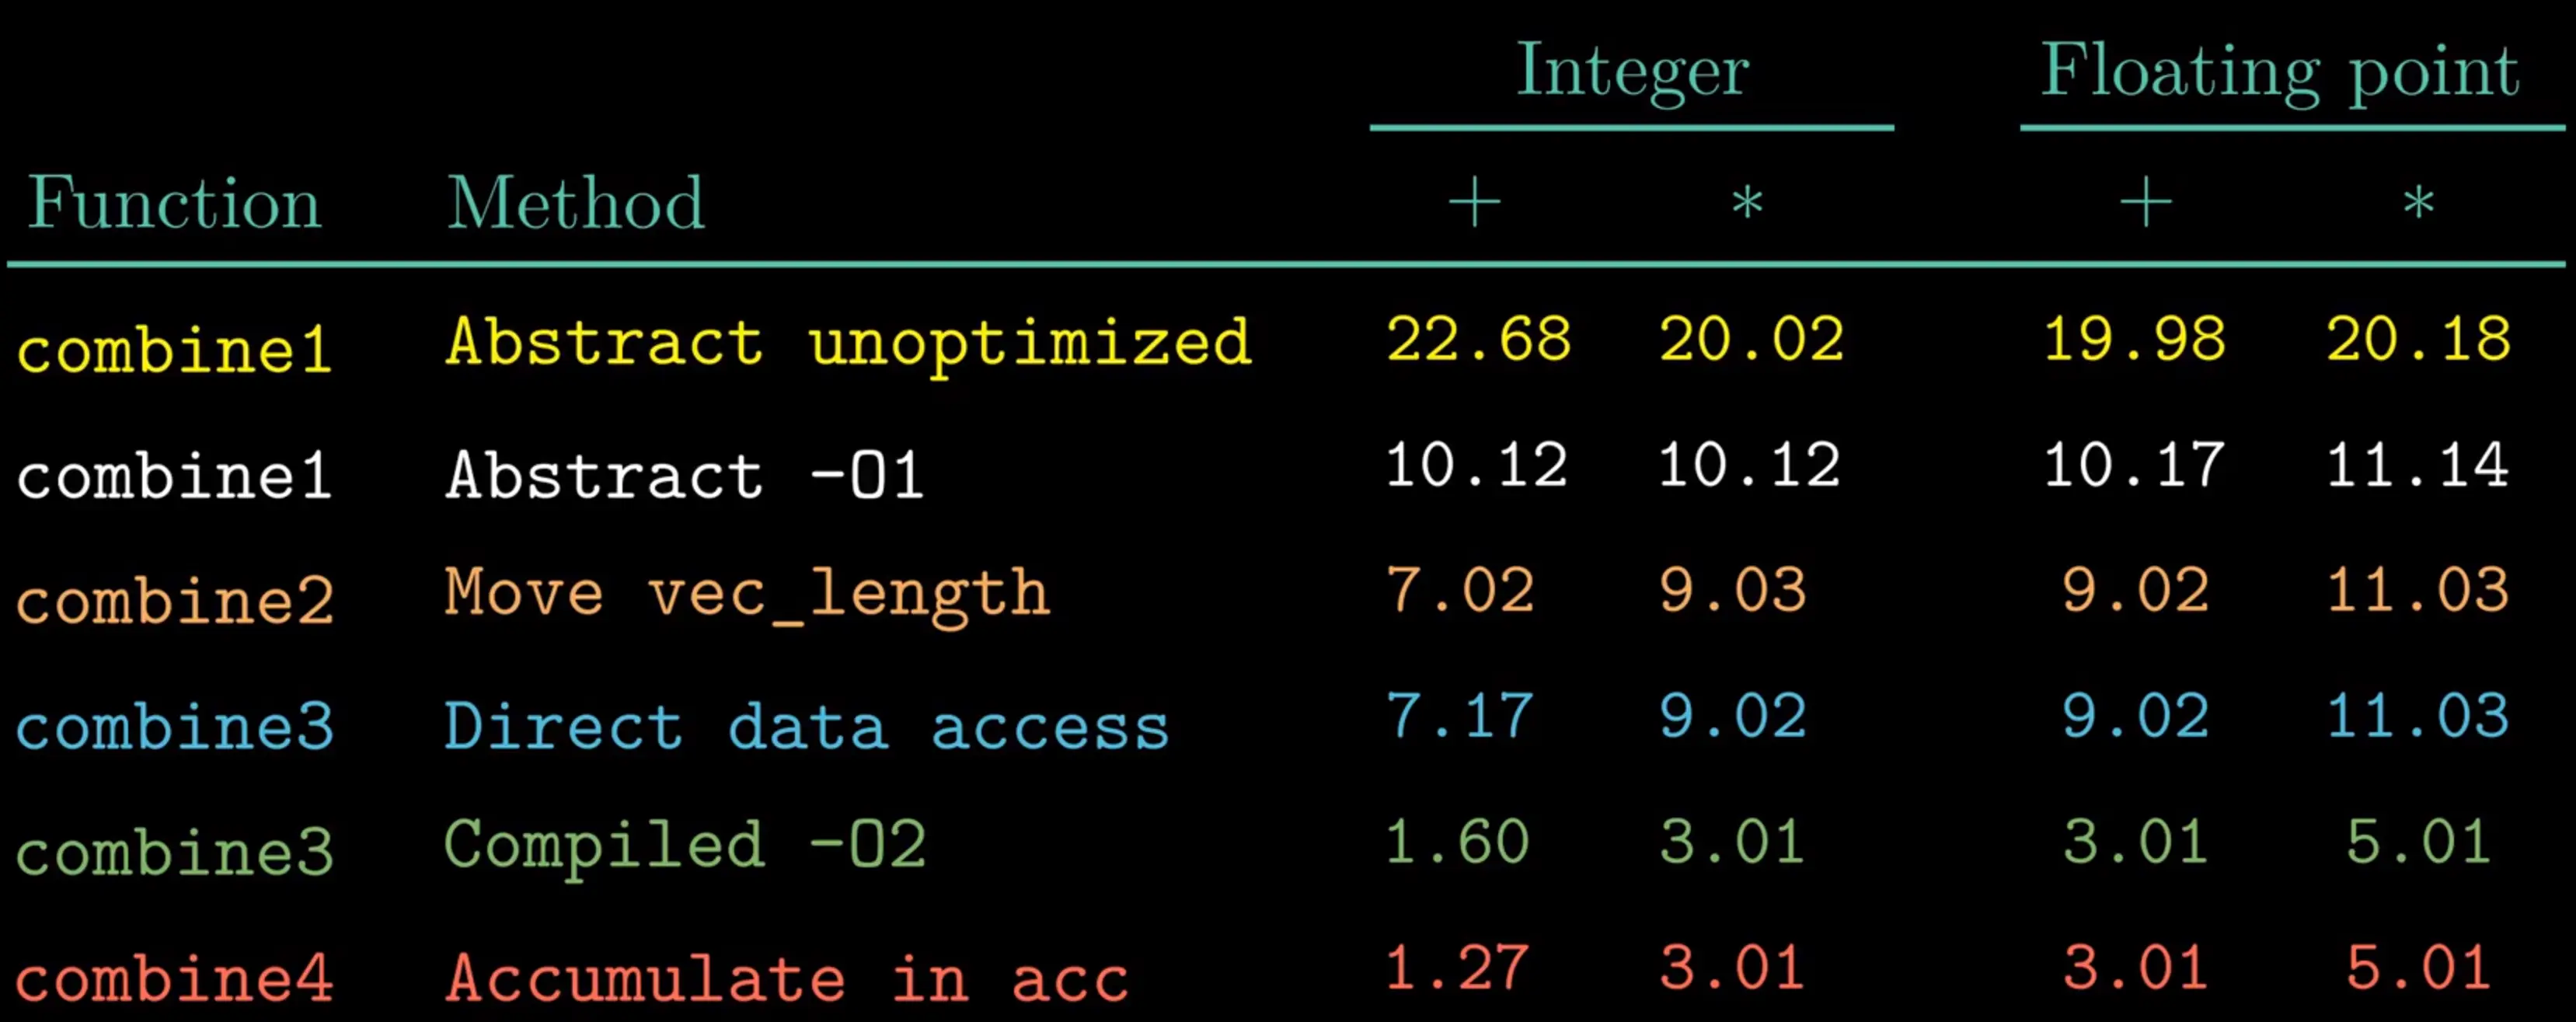 Integer Floating point
Function Method + * + *
combine1 Abstract unoptimized 22.68 20.02 19.98 20.18
combine1 Abstract -O1 10.12 10.12 10.17 11.14
combine2 Move vec_length 7.02 9.03 9.02 11.03
combine3 Direct data access 7.17 9.02 9.02 11.03
combine3 Compiled -O2 1.60 3.01 3.01 5.01
combine4 Accumulate in acc 1.27 3.01 3.01 5.01